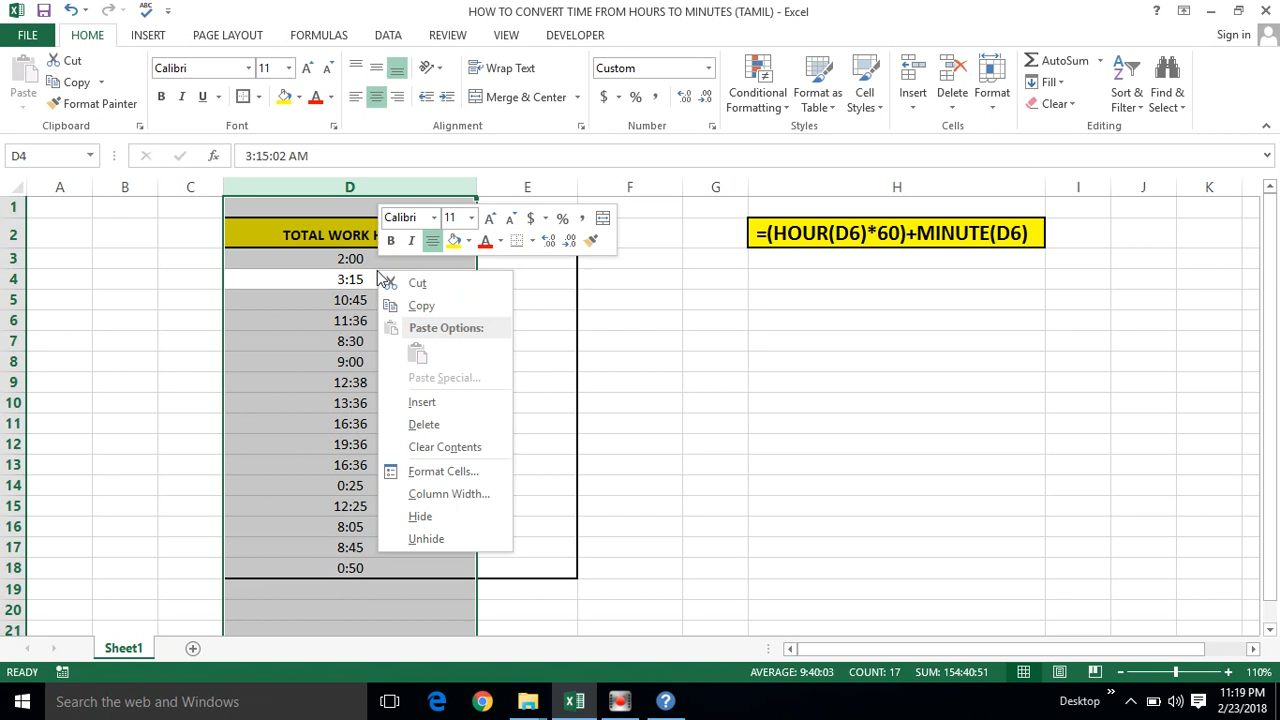 HOW TO CONVERT TIME FROM HOURS TO MINUTES (TAMIL) - Excel
FILE HOME INSERT PAGE LAYOUT FORMULAS DATA REVIEW VIEW DEVELOPER Sign in
Paste
Cut
Copy
Format Painter
Calibri 11
B I U
Wrap Text
Merge & Center
Custom
$ % ,
Conditional Formatting
Format as Table
Cell Styles
Insert
Delete
Format
AutoSum
Fill
Clear
Sort & Filter
Find & Select
Clipboard Font Alignment Number Styles Cells Editing
D4 fx 3:15:02 AM
A B C D E F G H I J K
1
2 TOTAL WORK H =(HOUR(D6)*60)+MINUTE(D6)
3 2:00
4 3:15
5 10:45
6 11:36
7 8:30
8 9:00
9 12:38
10 13:36
11 16:36
12 19:36
13 16:36
14 0:25
15 12:25
16 8:05
17 8:45
18 0:50
19
20
21
Calibri 11 A A $ % ,
B I A
Cut
Copy
Paste Options:
Paste Special...
Insert
Delete
Clear Contents
Format Cells...
Column Width...
Hide
Unhide
Sheet1
READY AVERAGE: 9:40:03 COUNT: 17 SUM: 154:40:51 110%
Search the web and Windows
Desktop
11:19 PM
2/23/2018